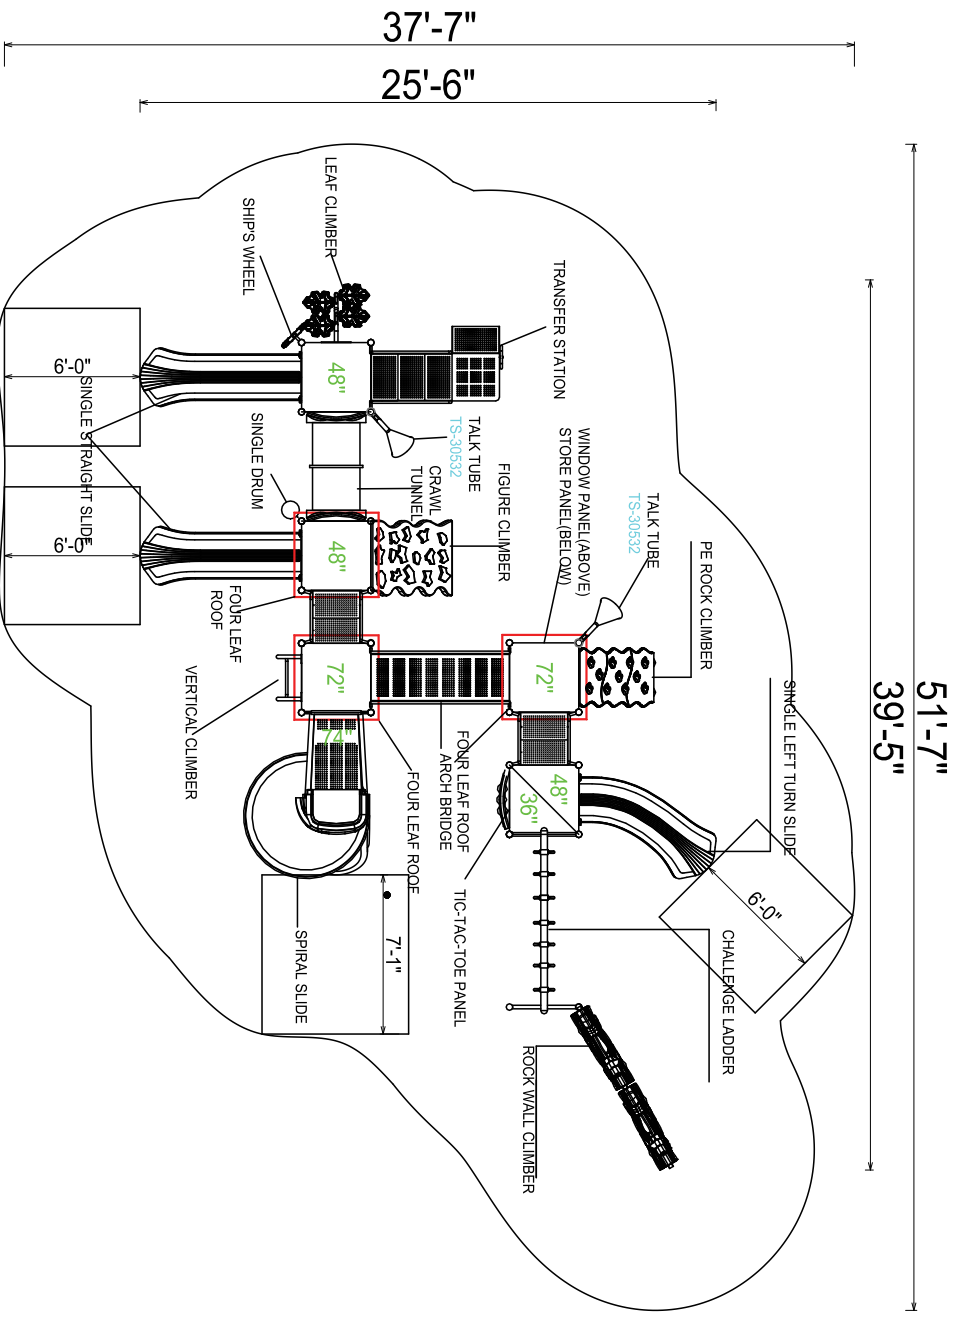 37'-7"
25'-6"
51'-7"
39'-5"
LEAF CLIMBER
SHIP'S WHEEL
TRANSFER STATION
48"
6'-0"
SINGLE STRAIGHT SLIDE
TALK TUBE
TS-30532
CRAWL
TUNNEL
SINGLE DRUM
FIGURE CLIMBER
WINDOW PANEL(ABOVE)
STORE PANEL(BELOW)
TALK TUBE
TS-30532
PE ROCK CLIMBER
48"
6'-0"
FOUR LEAF
ROOF
72"
72"
VERTICAL CLIMBER
SINGLE LEFT TURN SLIDE
74"
FOUR LEAF ROOF
ARCH BRIDGE
FOUR LEAF ROOF
48"
36"
TIC-TAC-TOE PANEL
6'-0"
7'-1"
SPIRAL SLIDE
CHALLENGE LADDER
ROCK WALL CLIMBER